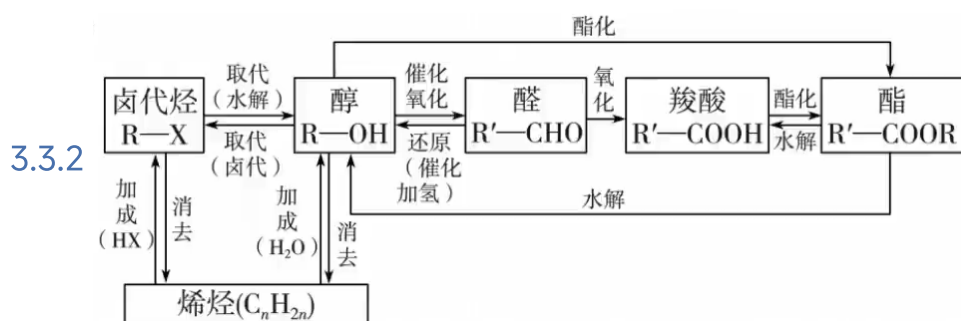 酯化
卤代烃
R—X
取代
(水解)
取代
(卤代)
醇
R—OH
催化
氧化
还原
(催化
加氢)
醛
R′—CHO
氧
化
羧酸
R′—COOH
酯化
水解
酯
R′—COOR
3.3.2
加
成
(HX)
消
去
加
成
(H₂O)
消
去
水解
烯烃(CₙH₂ₙ)